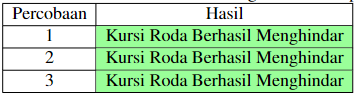 Percobaan Hasil
1 Kursi Roda Berhasil Menghindar
2 Kursi Roda Berhasil Menghindar
3 Kursi Roda Berhasil Menghindar